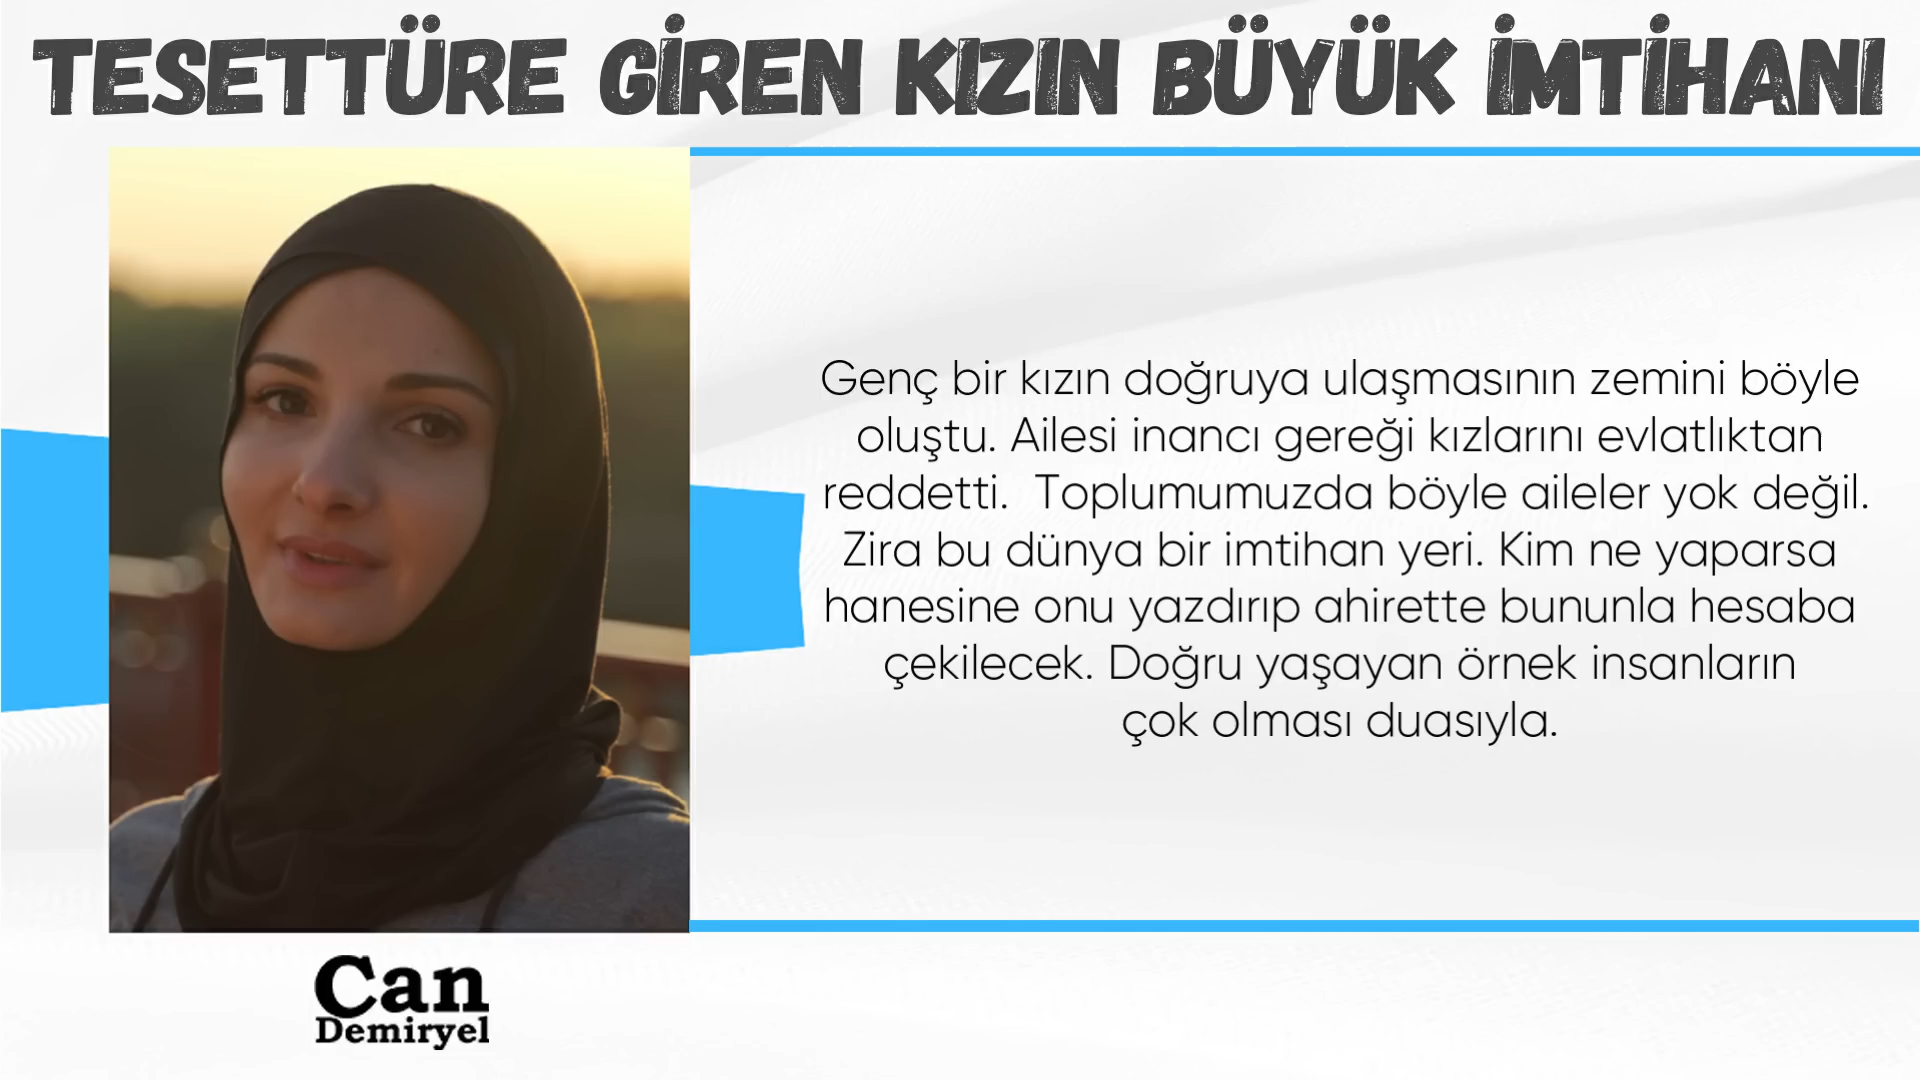 TESETTÜRE GİREN KIZIN BÜYÜK İMTİHANI
Genç bir kızın doğruya ulaşmasının zemini böyle
oluştu. Ailesi inancı gereği kızlarını evlatlıktan
reddetti.  Toplumumuzda böyle aileler yok değil.
Zira bu dünya bir imtihan yeri. Kim ne yaparsa
hanesine onu yazdırıp ahirette bununla hesaba
çekilecek. Doğru yaşayan örnek insanların
çok olması duasıyla.
Can
Demiryel